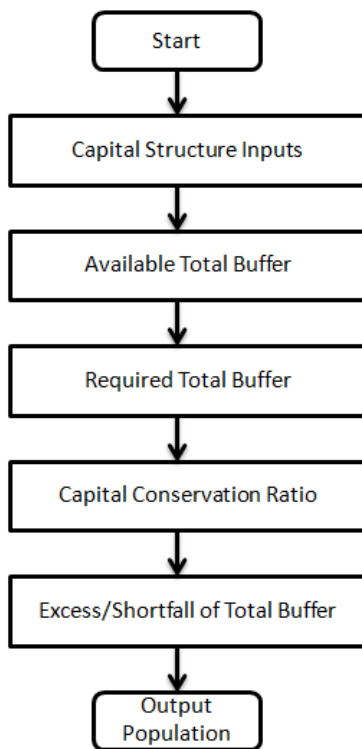 Start
Capital Structure Inputs
Available Total Buffer
Required Total Buffer
Capital Conservation Ratio
Excess/Shortfall of Total Buffer
Output
Population